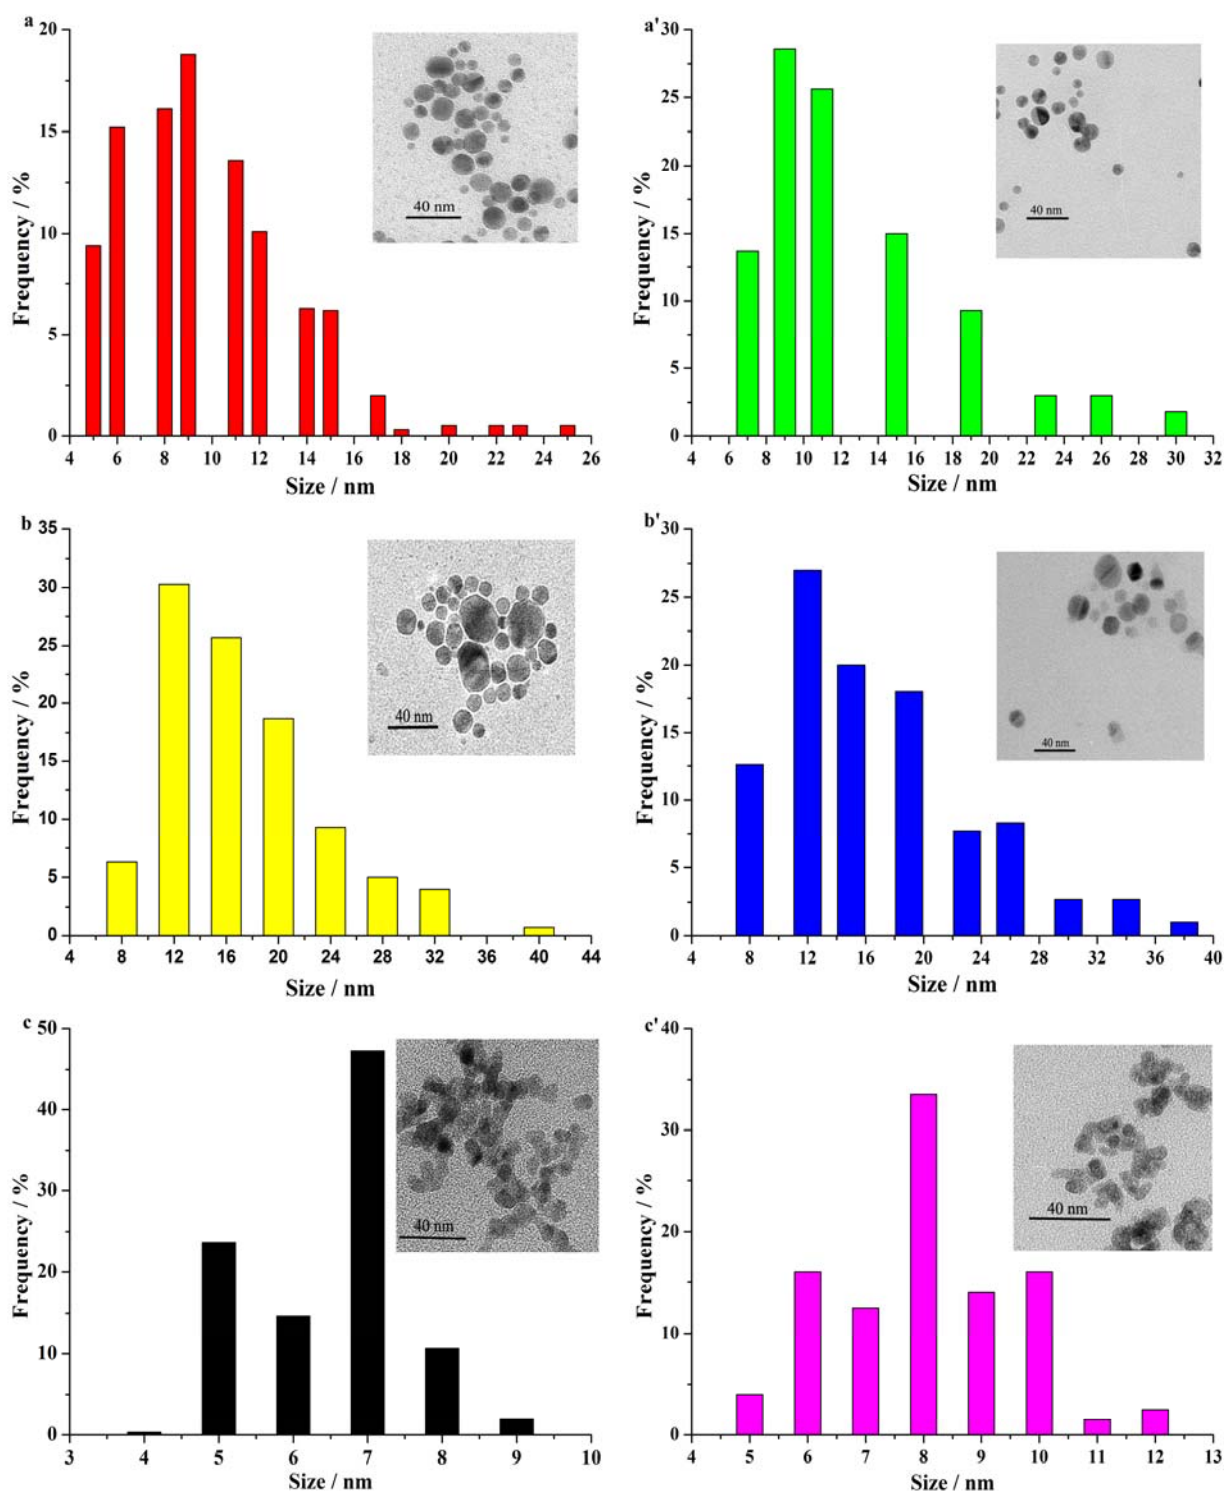 a
20
15
10
5
0
Frequency / %
40 nm
4 6 8 10 12 14 16 18 20 22 24 26
Size / nm
a'
30
25
20
15
10
5
0
Frequency / %
40 nm
4 6 8 10 12 14 16 18 20 22 24 26 28 30 32
Size / nm
b
35
30
25
20
15
10
5
0
Frequency / %
40 nm
4 8 12 16 20 24 28 32 36 40 44
Size / nm
b'
30
25
20
15
10
5
0
Frequency / %
40 nm
4 8 12 16 20 24 28 32 36 40
Size / nm
c
50
40
30
20
10
0
Frequency / %
40 nm
3 4 5 6 7 8 9 10
Size / nm
c'
40
30
20
10
0
Frequency / %
40 nm
4 5 6 7 8 9 10 11 12 13
Size / nm